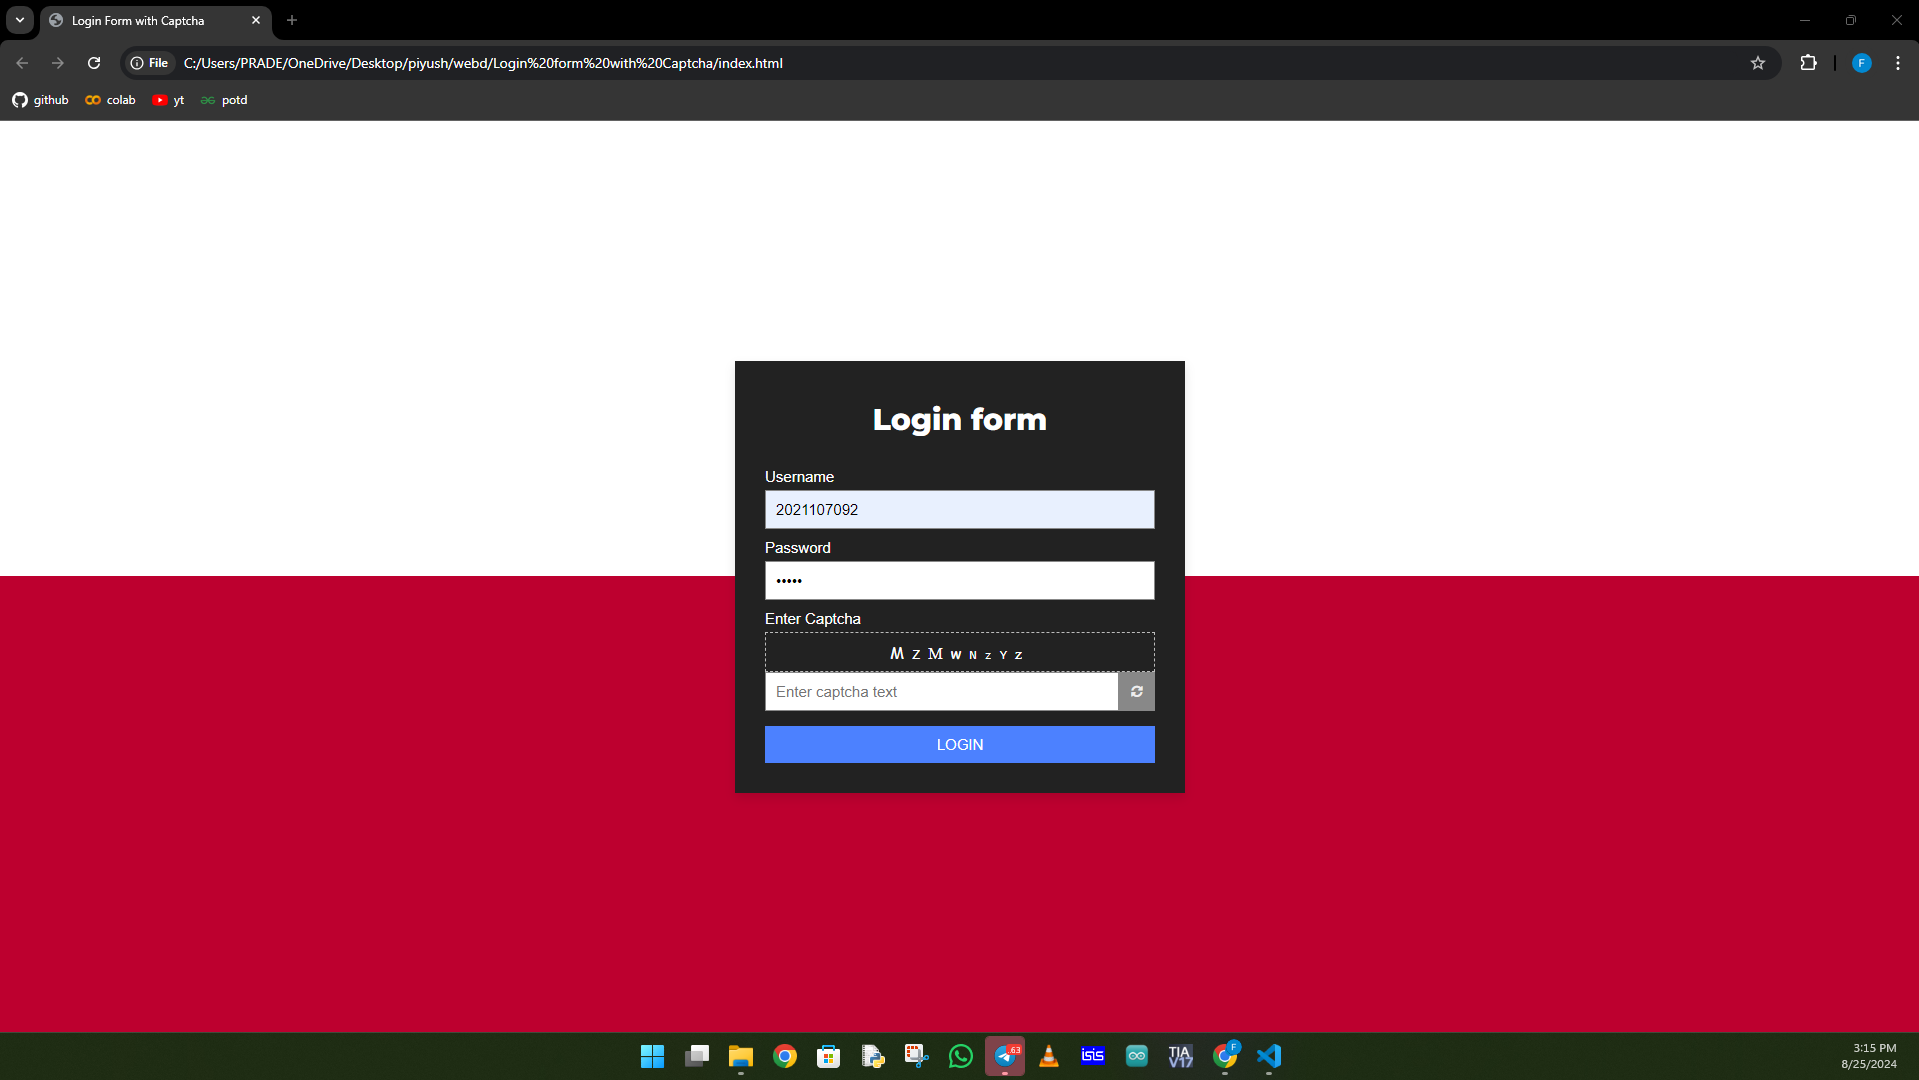 Login Form with Captcha
File C:/Users/PRADE/OneDrive/Desktop/piyush/webd/Login%20form%20with%20Captcha/index.html F
github colab yt potd
Login form
Username
2021107092
Password
•••••
Enter Captcha
M Z M W N Z Y Z
Enter captcha text
LOGIN
.63 isis TIA V17 F
3:15 PM
8/25/2024